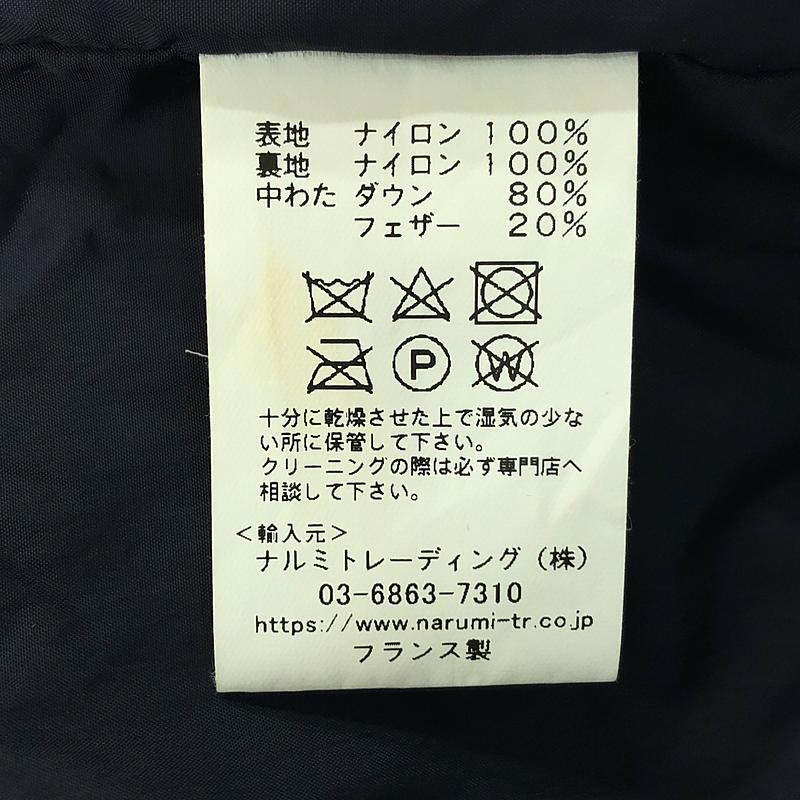 表地 ナイロン 100%
裏地 ナイロン 100%
中わた ダウン 80%
フェザー 20%
P W
十分に乾燥させた上で湿気の少な
い所に保管して下さい。
クリーニングの際は必ず専門店へ
相談して下さい。
<輸入元>
ナルミトレーディング(株)
03-6863-7310
https://www.narumi-tr.co.jp
フランス製